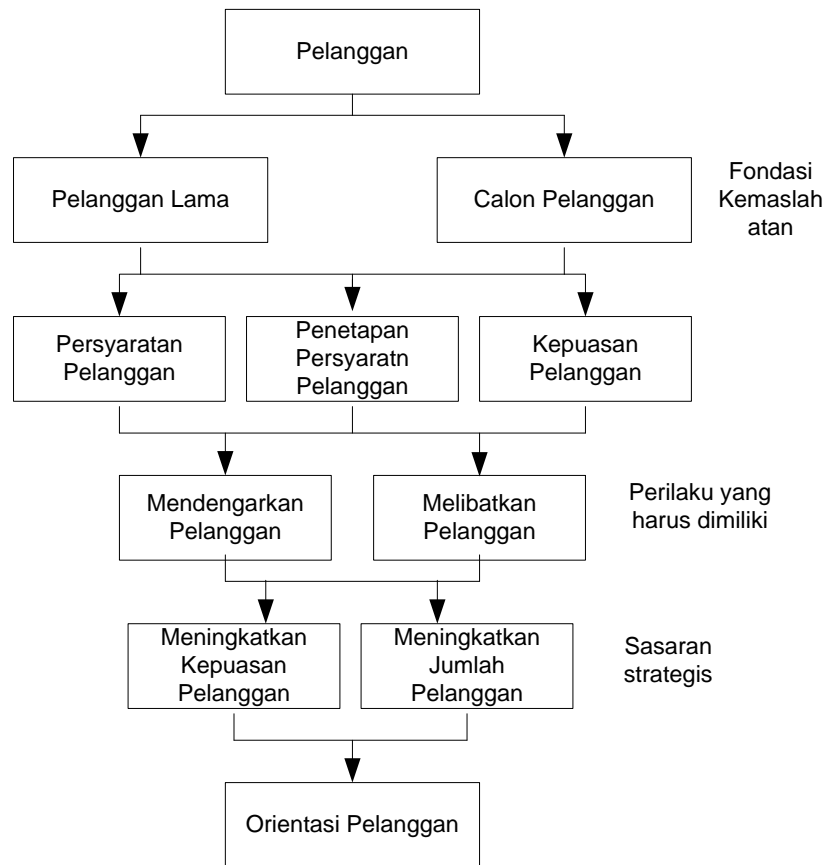 Pelanggan
Pelanggan Lama
Calon Pelanggan
Fondasi
Kemaslah
atan
Persyaratan
Pelanggan
Penetapan
Persyaratn
Pelanggan
Kepuasan
Pelanggan
Mendengarkan
Pelanggan
Melibatkan
Pelanggan
Perilaku yang
harus dimiliki
Meningkatkan
Kepuasan
Pelanggan
Meningkatkan
Jumlah
Pelanggan
Sasaran
strategis
Orientasi Pelanggan